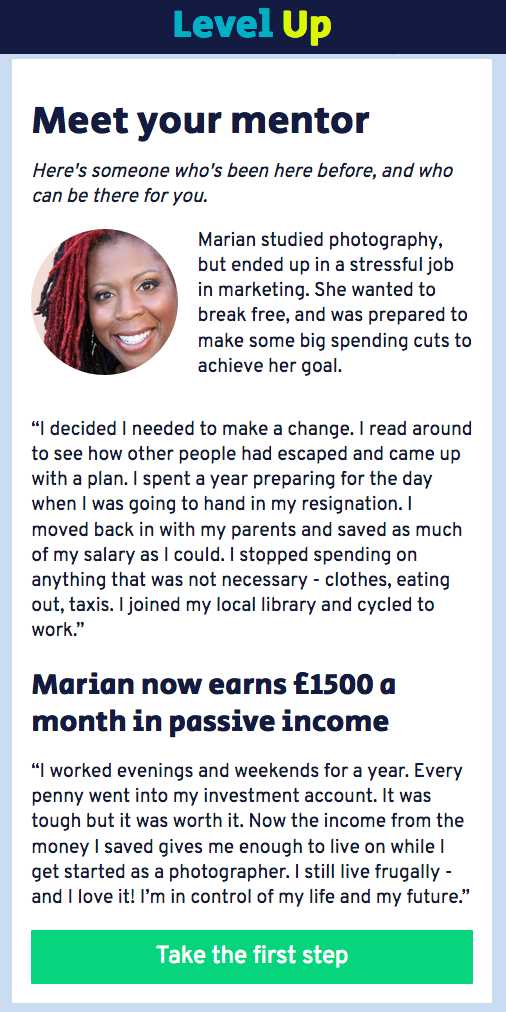 Level Up
Meet your mentor
Here's someone who's been here before, and who
can be there for you.
Marian studied photography,
but ended up in a stressful job
in marketing. She wanted to
break free, and was prepared to
make some big spending cuts to
achieve her goal.
“I decided I needed to make a change. I read around
to see how other people had escaped and came up
with a plan. I spent a year preparing for the day
when I was going to hand in my resignation. I
moved back in with my parents and saved as much
of my salary as I could. I stopped spending on
anything that was not necessary - clothes, eating
out, taxis. I joined my local library and cycled to
work.”
Marian now earns £1500 a
month in passive income
“I worked evenings and weekends for a year. Every
penny went into my investment account. It was
tough but it was worth it. Now the income from the
money I saved gives me enough to live on while I
get started as a photographer. I still live frugally -
and I love it! I’m in control of my life and my future.”
Take the first step